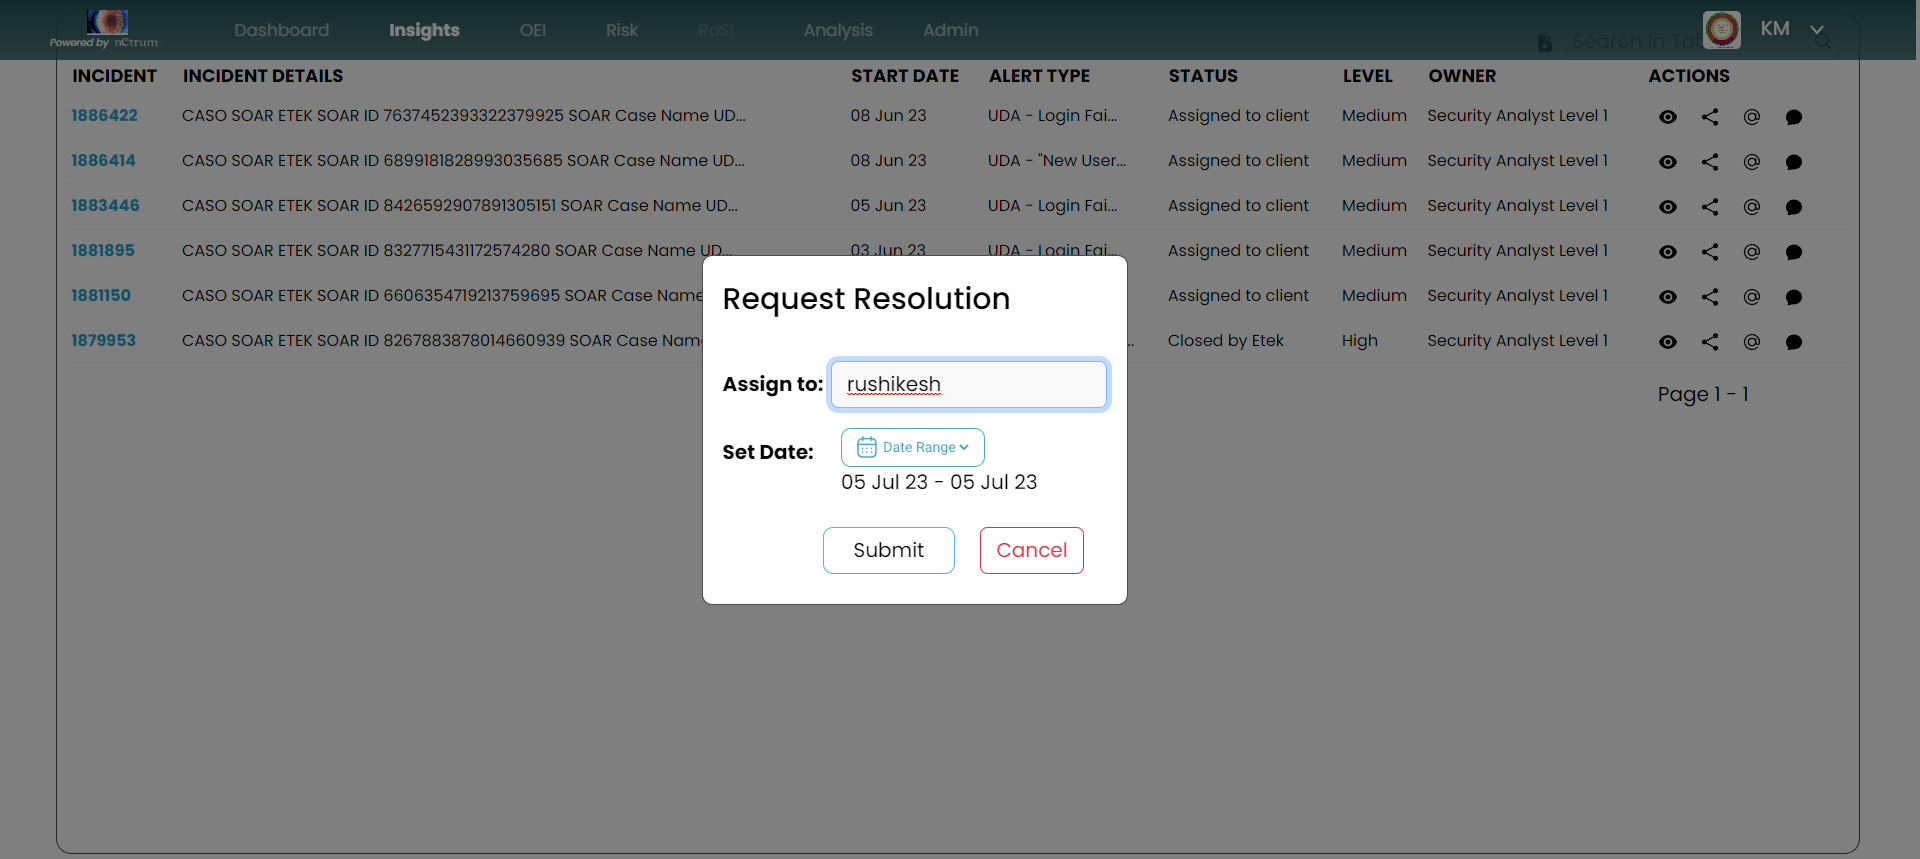 Powered by nCtrum
Dashboard Insights OEI Risk RoSI Analysis Admin
Search In KM
INCIDENT INCIDENT DETAILS START DATE ALERT TYPE STATUS LEVEL OWNER ACTIONS
1886422 CASO SOAR ETEK SOAR ID 7637452393322379925 SOAR Case Name UD... 08 Jun 23 UDA - Login Fai... Assigned to client Medium Security Analyst Level 1
1886414 CASO SOAR ETEK SOAR ID 6899181828993035685 SOAR Case Name UD... 08 Jun 23 UDA - "New User... Assigned to client Medium Security Analyst Level 1
1883446 CASO SOAR ETEK SOAR ID 8426592907891305151 SOAR Case Name UD... 05 Jun 23 UDA - Login Fai... Assigned to client Medium Security Analyst Level 1
1881895 CASO SOAR ETEK SOAR ID 8327715431172574280 SOAR Case Name UD... 03 Jun 23 UDA - Login Fai... Assigned to client Medium Security Analyst Level 1
1881150 CASO SOAR ETEK SOAR ID 6606354719213759695 SOAR Case Name Assigned to client Medium Security Analyst Level 1
1879953 CASO SOAR ETEK SOAR ID 8267883878014660939 SOAR Case Name ... Closed by Etek High Security Analyst Level 1
Page 1 - 1
Request Resolution
Assign to: rushikesh
Set Date: Date Range
05 Jul 23 - 05 Jul 23
Submit Cancel